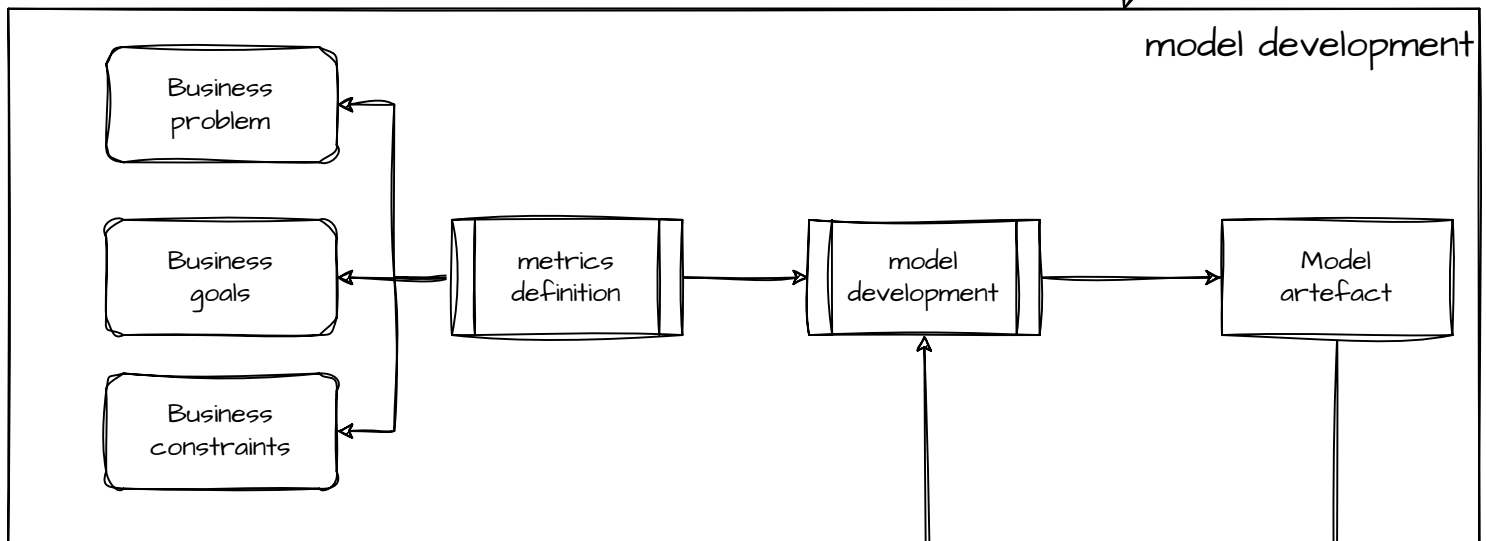 model development
Business
problem
Business
goals
metrics
definition
model
development
Model
artefact
Business
constraints